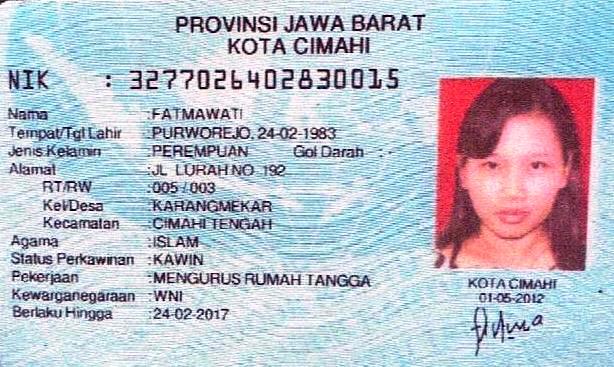 PROVINSI JAWA BARAT
KOTA CIMAHI
NIK : 3277026402830015
Nama : FATMAWATI
Tempat/Tgl Lahir : PURWOREJO, 24-02-1983
Jenis Kelamin : PEREMPUAN Gol Darah : -
Alamat : JL LURAH NO 192
RT/RW : 005 / 003
Kel/Desa : KARANGMEKAR
Kecamatan : CIMAHI TENGAH
Agama : ISLAM
Status Perkawinan : KAWIN
Pekerjaan : MENGURUS RUMAH TANGGA
Kewarganegaraan : WNI
Berlaku Hingga : 24-02-2017
KOTA CIMAHI
01-05-2012